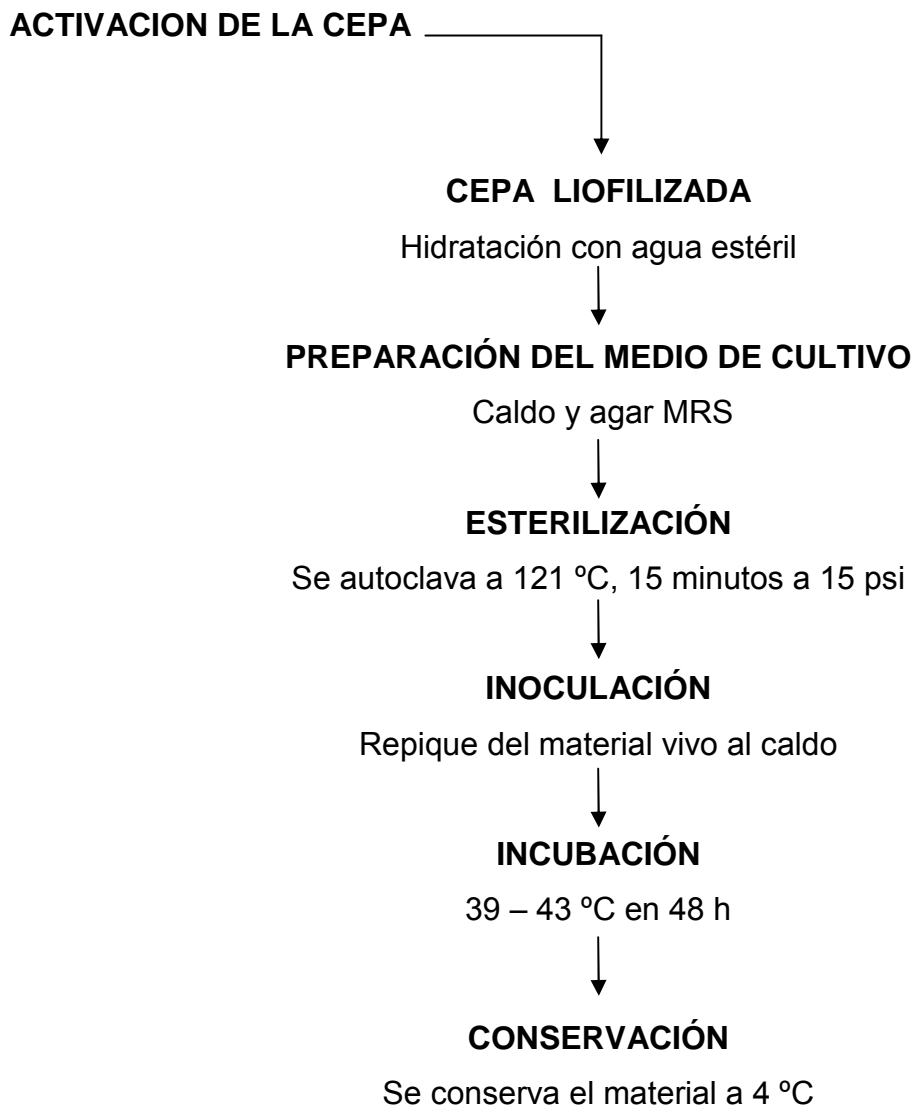 ACTIVACION DE LA CEPA
CEPA LIOFILIZADA
Hidratación con agua estéril
PREPARACIÓN DEL MEDIO DE CULTIVO
Caldo y agar MRS
ESTERILIZACIÓN
Se autoclava a 121 ºC, 15 minutos a 15 psi
INOCULACIÓN
Repique del material vivo al caldo
INCUBACIÓN
39 – 43 ºC en 48 h
CONSERVACIÓN
Se conserva el material a 4 ºC